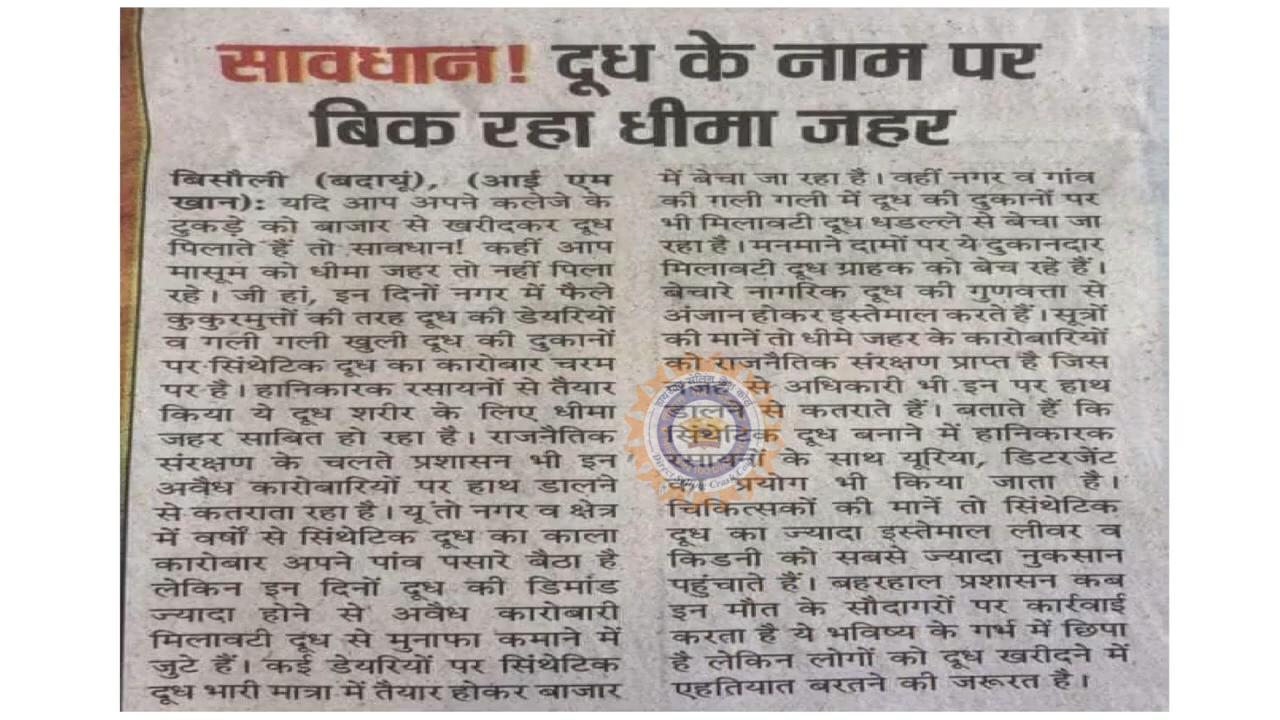 सावधान! दूध के नाम पर
बिक रहा धीमा जहर
बिसौली (बदायूं), (आई एम
खान): यदि आप अपने कलेजे के
टुकड़े को बाजार से खरीदकर दूध
पिलाते हैं तो सावधान! कहीं आप
मासूम को धीमा जहर तो नहीं पिला
रहे। जी हां, इन दिनों नगर में फैले
कुकुरमुत्तों की तरह दूध की डेयरियों
व गली गली खुली दूध की दुकानों
पर सिंथेटिक दूध का कारोबार चरम
पर है। हानिकारक रसायनों से तैयार
किया ये दूध शरीर के लिए धीमा
जहर साबित हो रहा है। राजनैतिक
संरक्षण के चलते प्रशासन भी इन
अवैध कारोबारियों पर हाथ डालने
से कतराता रहा है। यूं तो नगर व क्षेत्र
में वर्षों से सिंथेटिक दूध का काला
कारोबार अपने पांव पसारे बैठा है
लेकिन इन दिनों दूध की डिमांड
ज्यादा होने से अवैध कारोबारी
मिलावटी दूध से मुनाफा कमाने में
जुटे हैं। कई डेयरियों पर सिंथेटिक
दूध भारी मात्रा में तैयार होकर बाजार
में बेचा जा रहा है। वहीं नगर व गांव
की गली गली में दूध की दुकानों पर
भी मिलावटी दूध धडल्ले से बेचा जा
रहा है। मनमाने दामों पर ये दुकानदार
मिलावटी दूध ग्राहक को बेच रहे हैं।
बेचारे नागरिक दूध की गुणवत्ता से
अंजान होकर इस्तेमाल करते हैं। सूत्रों
की मानें तो धीमे जहर के कारोबारियों
को राजनैतिक संरक्षण प्राप्त है जिस
वजह से अधिकारी भी इन पर हाथ
डालने से कतराते हैं। बताते हैं कि
सिंथेटिक दूध बनाने में हानिकारक
रसायनों के साथ यूरिया, डिटरजेंट
प्रयोग भी किया जाता है।
चिकित्सकों की मानें तो सिंथेटिक
दूध का ज्यादा इस्तेमाल लीवर व
किडनी को सबसे ज्यादा नुकसान
पहुंचाते हैं। बहरहाल प्रशासन कब
इन मौत के सौदागरों पर कार्रवाई
करता है ये भविष्य के गर्भ में छिपा
है लेकिन लोगों को दूध खरीदने में
एहतियात बरतने की जरूरत है।